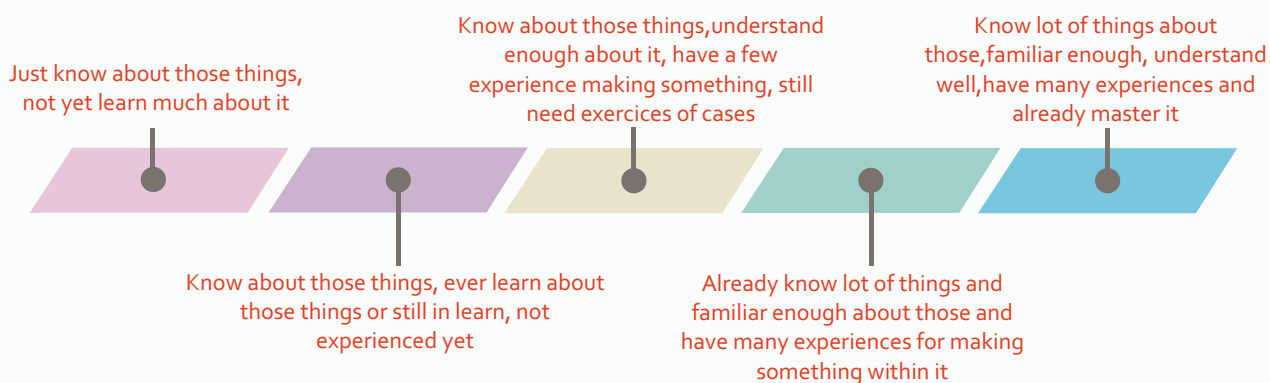 Just know about those things,
not yet learn much about it
Know about those things, ever learn about
those things or still in learn, not
experienced yet
Know about those things,understand
enough about it, have a few
experience making something, still
need exercices of cases
Already know lot of things and
familiar enough about those and
have many experiences for making
something within it
Know lot of things about
those,familiar enough, understand
well,have many experiences and
already master it